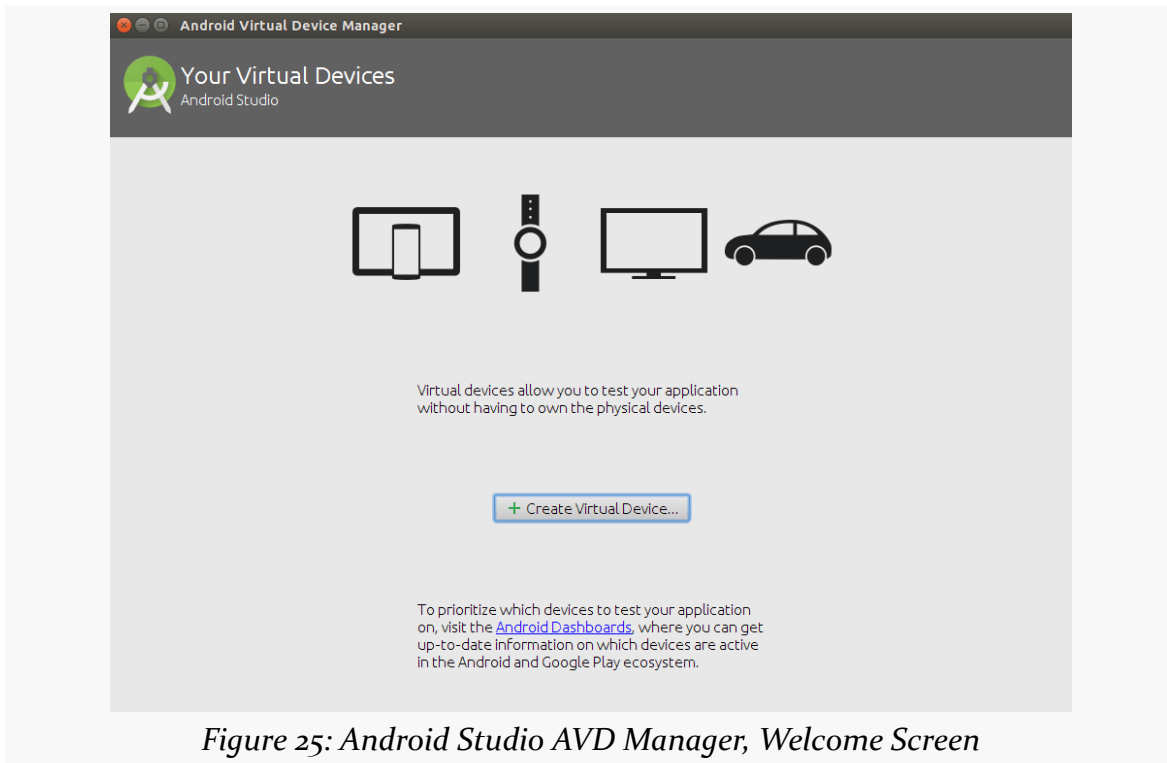 Android Virtual Device Manager
Your Virtual Devices
Android Studio
Virtual devices allow you to test your application
without having to own the physical devices.
+ Create Virtual Device...
To prioritize which devices to test your application
on, visit the Android Dashboards, where you can get
up-to-date information on which devices are active
in the Android and Google Play ecosystem.
Figure 25: Android Studio AVD Manager, Welcome Screen